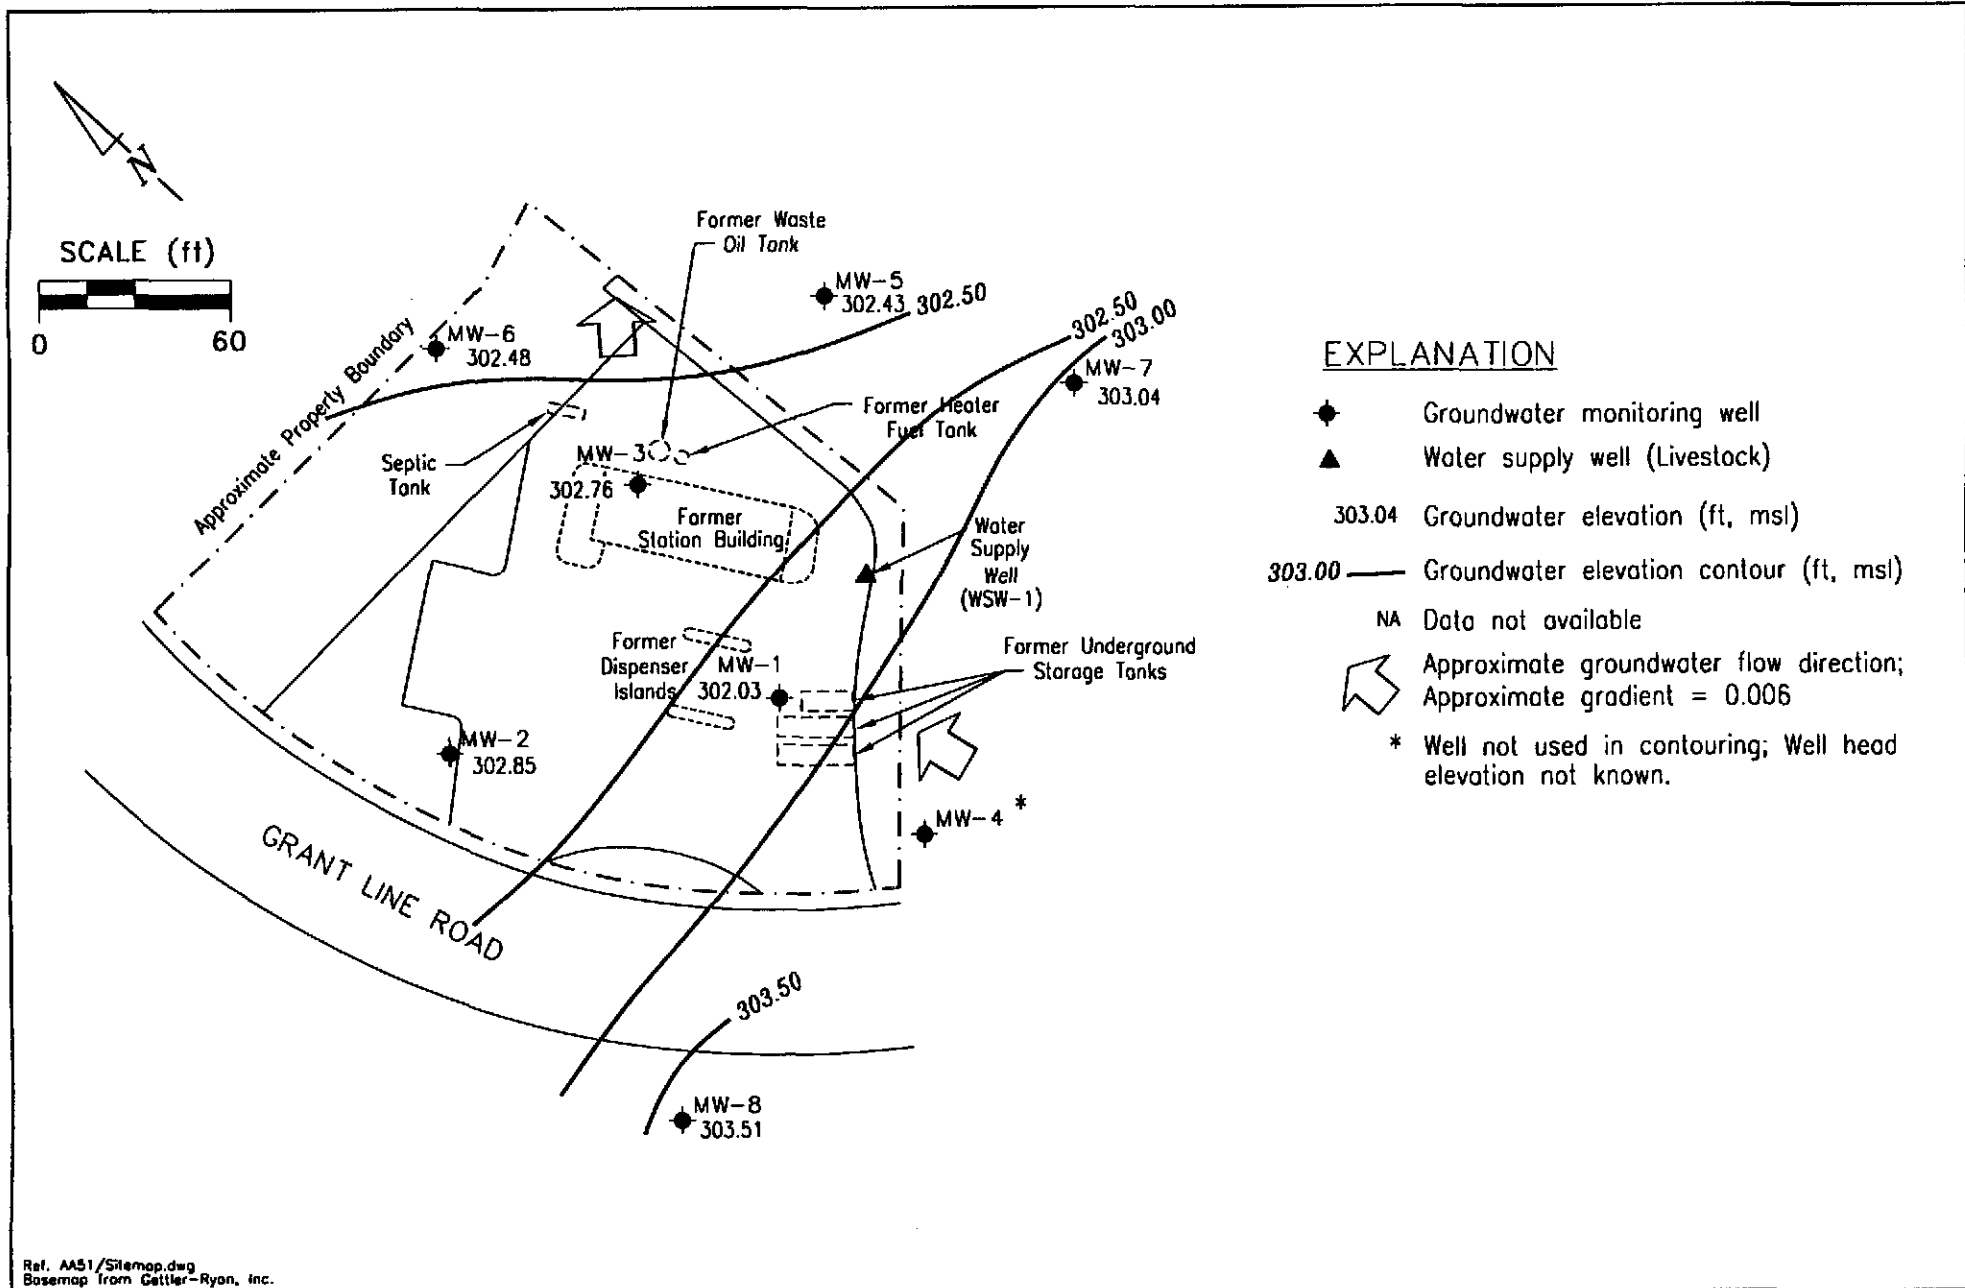 N
SCALE (ft)
0 60
Former Waste
Oil Tank
MW-5
302.43
302.50
MW-6
302.48
302.50
303.00
MW-7
303.04
Approximate Property Boundary
Former Heater
Fuel Tank
Septic
Tank
MW-3
302.76
Former
Station Building
Water
Supply
Well
(WSW-1)
Former
Dispenser
Islands
MW-1
302.03
Former Underground
Storage Tanks
MW-2
302.85
MW-4 *
GRANT LINE ROAD
303.50
MW-8
303.51
EXPLANATION
Groundwater monitoring well
Water supply well (Livestock)
303.04 Groundwater elevation (ft, msl)
303.00 Groundwater elevation contour (ft, msl)
NA Data not available
Approximate groundwater flow direction;
Approximate gradient = 0.006
* Well not used in contouring; Well head
elevation not known.
Ref. AA51/Sitemap.dwg
Basemap from Gettler-Ryan, Inc.